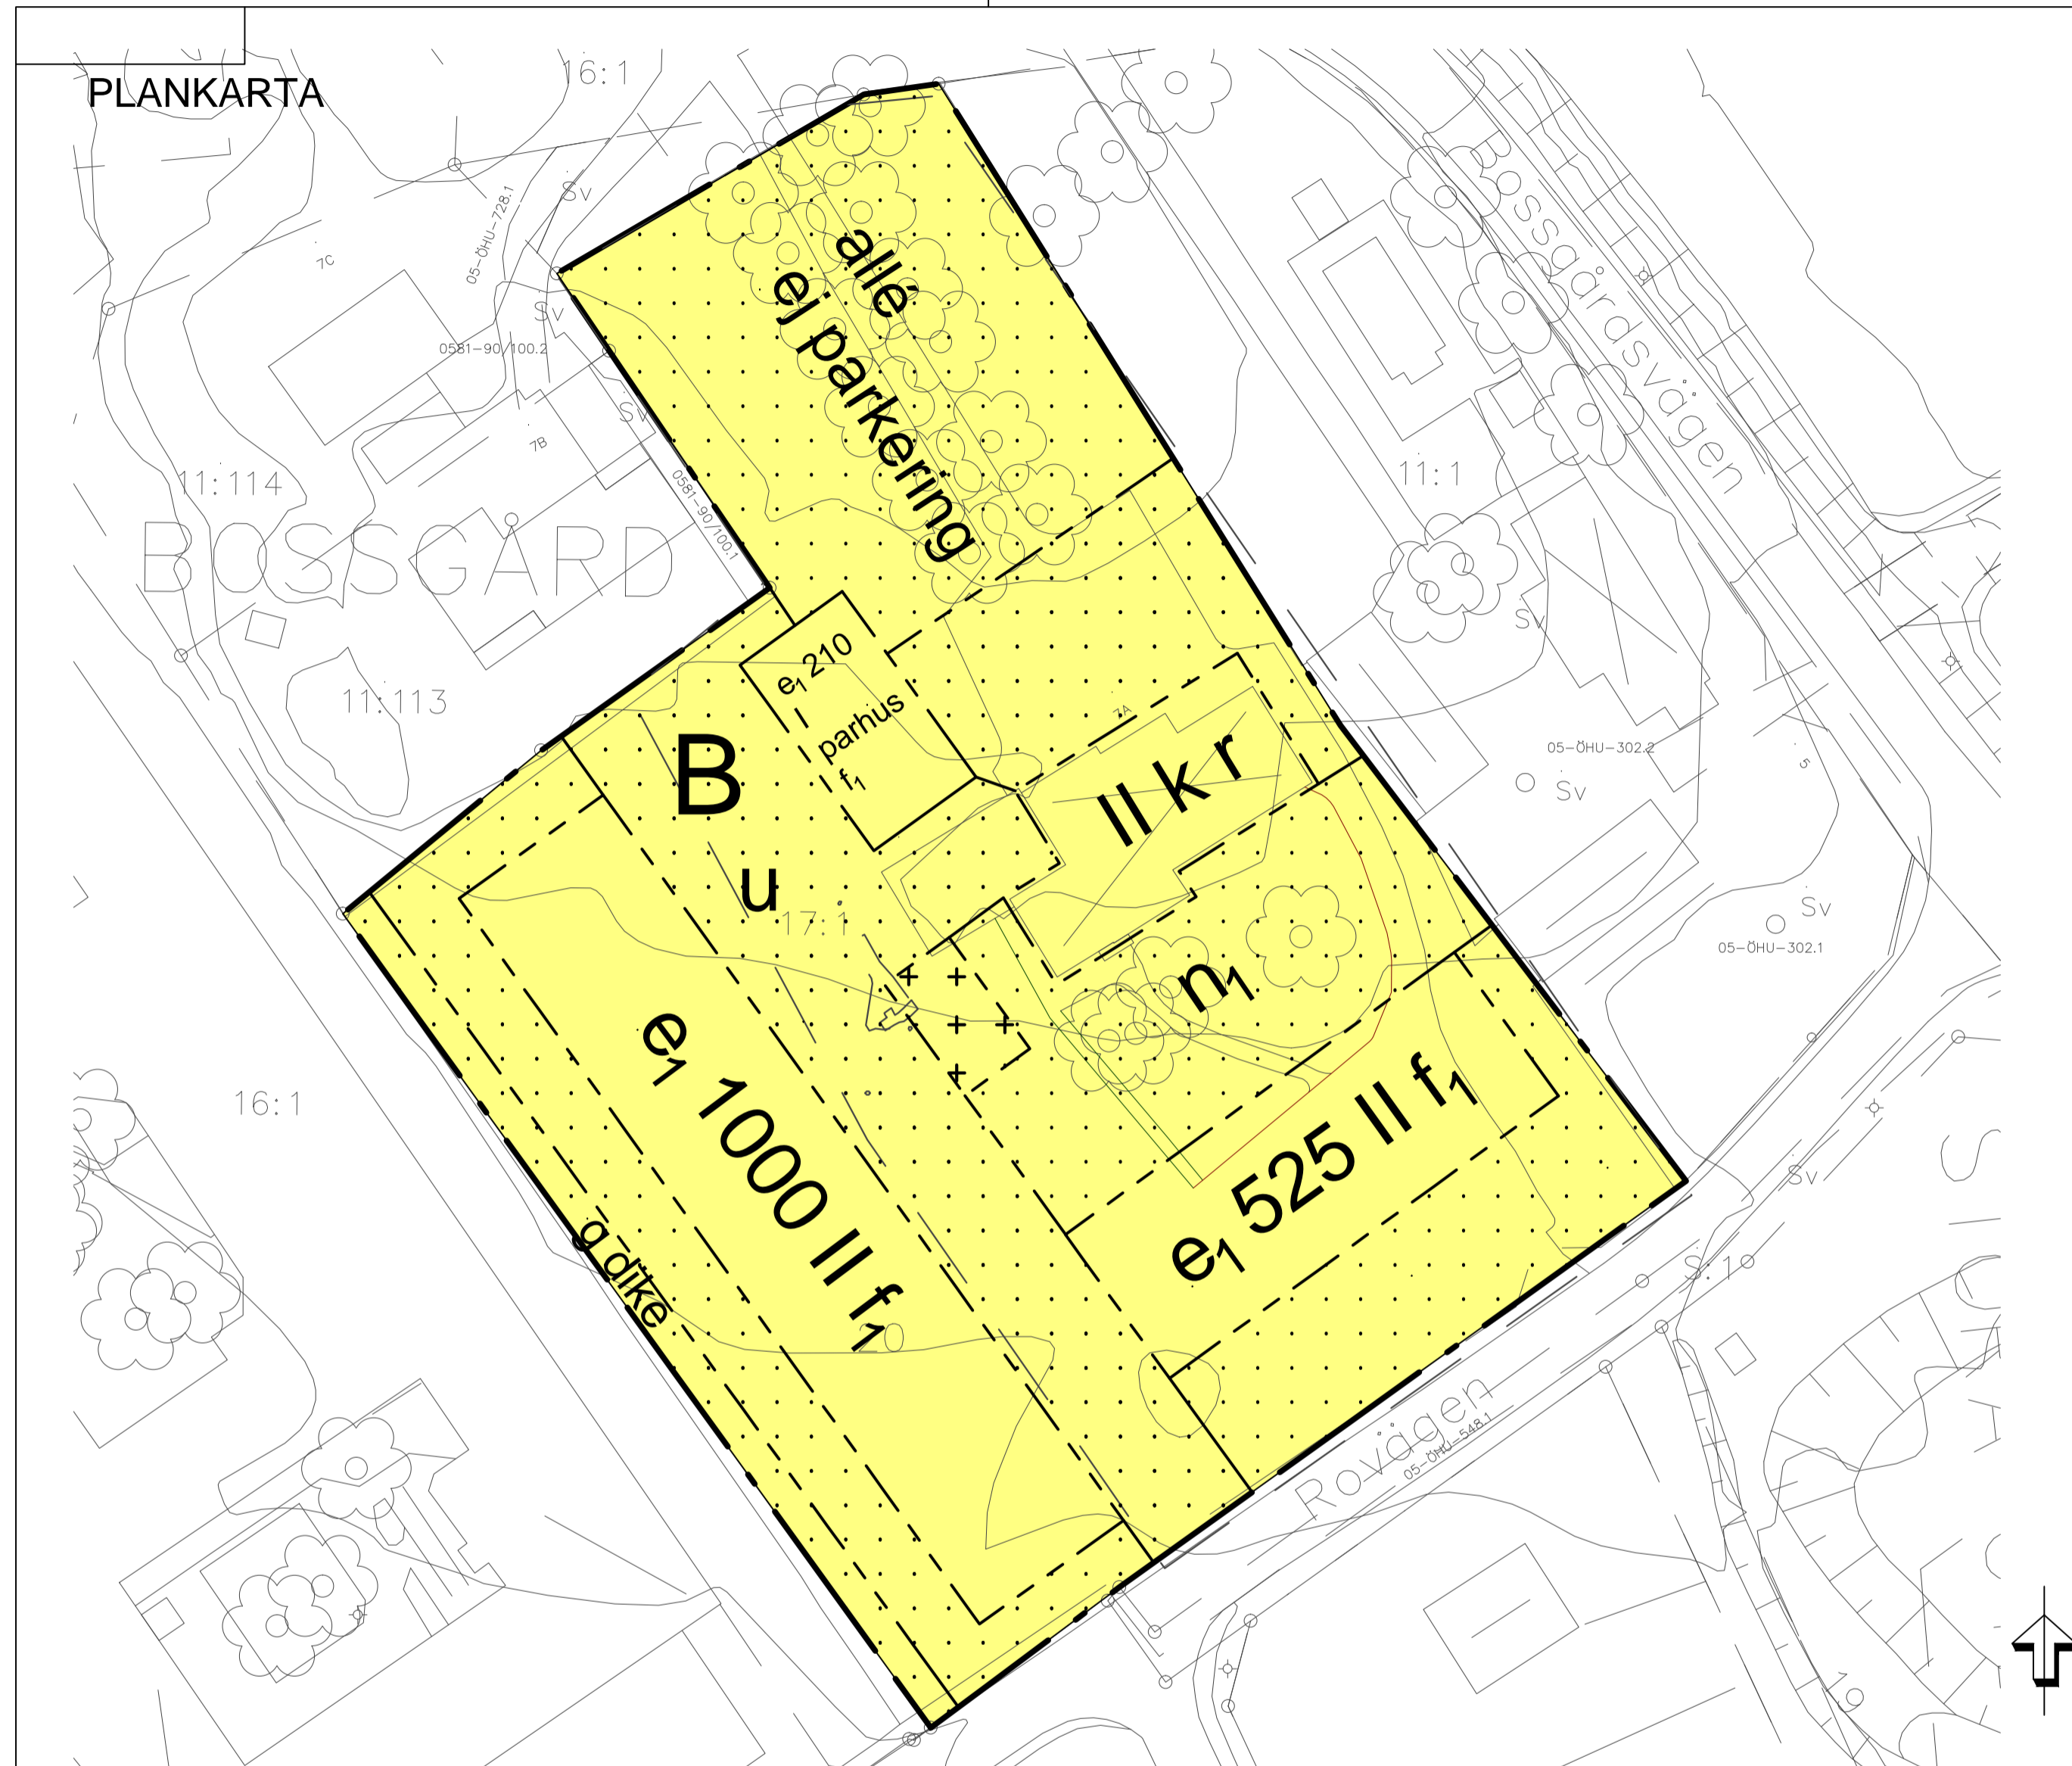 PLANKARTA
16:1
Sv
05-ÖHU-728.1
7C
Sv
0581-90/100.2
Sv
7B
0581-90/100.1
11:114
BOSSGÅRD
11:113
allé
ej parkering
Bossgårdsvägen
11:1
Sv
e1 210
parhus
f1
B
u
17:1
7A
II k r
05-ÖHU-302.2
Sv
5
Sv
05-ÖHU-302.1
n1
16:1
e1 1000 II f1
e1 525 II f1
g dike
20
Sv
S
S:1
Rovägen
05-ÖHU-548.1